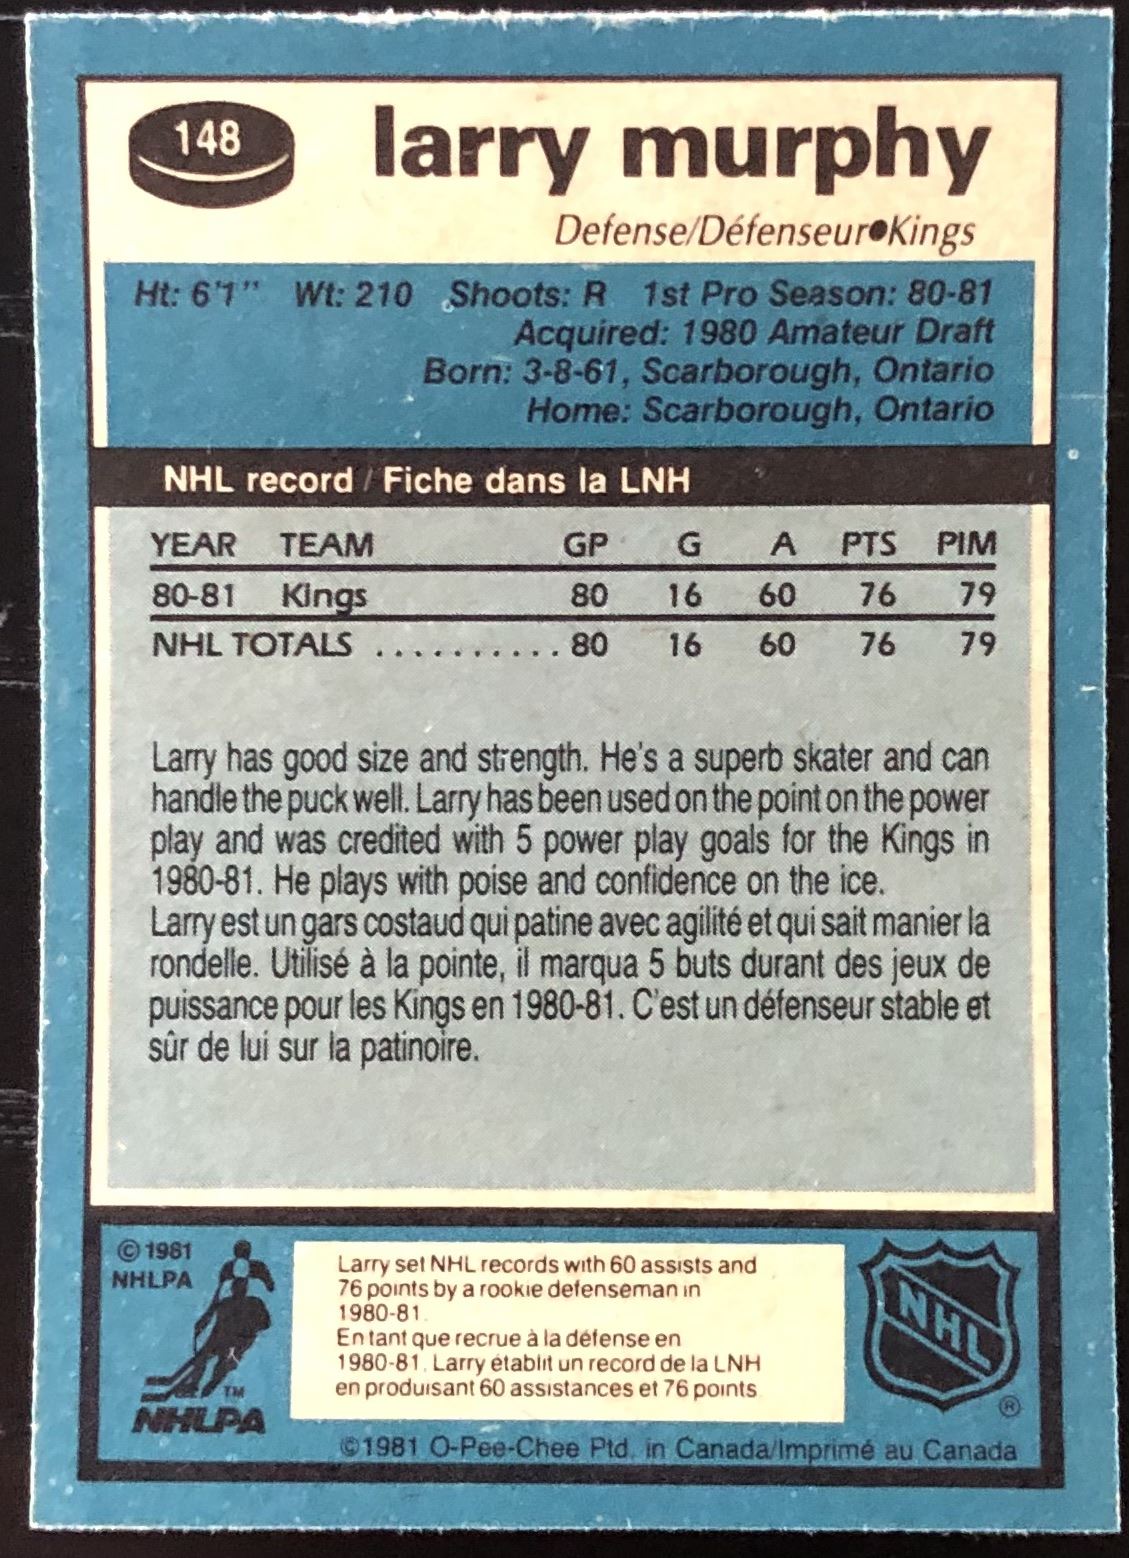 148
larry murphy
Defense/Défenseur●Kings
Ht: 6'1" Wt: 210 Shoots: R 1st Pro Season: 80-81
Acquired: 1980 Amateur Draft
Born: 3-8-61, Scarborough, Ontario
Home: Scarborough, Ontario
NHL record / Fiche dans la LNH
YEAR TEAM GP G A PTS PIM
80-81 Kings 80 16 60 76 79
NHL TOTALS .......... 80 16 60 76 79
Larry has good size and strength. He's a superb skater and can
handle the puck well. Larry has been used on the point on the power
play and was credited with 5 power play goals for the Kings in
1980-81. He plays with poise and confidence on the ice.
Larry est un gars costaud qui patine avec agilité et qui sait manier la
rondelle. Utilisé à la pointe, il marqua 5 buts durant des jeux de
puissance pour les Kings en 1980-81. C'est un défenseur stable et
sûr de lui sur la patinoire.
© 1981
NHLPA
TM
NHLPA
Larry set NHL records with 60 assists and
76 points by a rookie defenseman in
1980-81.
En tant que recrue à la défense en
1980-81, Larry établit un record de la LNH
en produisant 60 assistances et 76 points.
NHL
®
©1981 O-Pee-Chee Ptd. in Canada/Imprimé au Canada